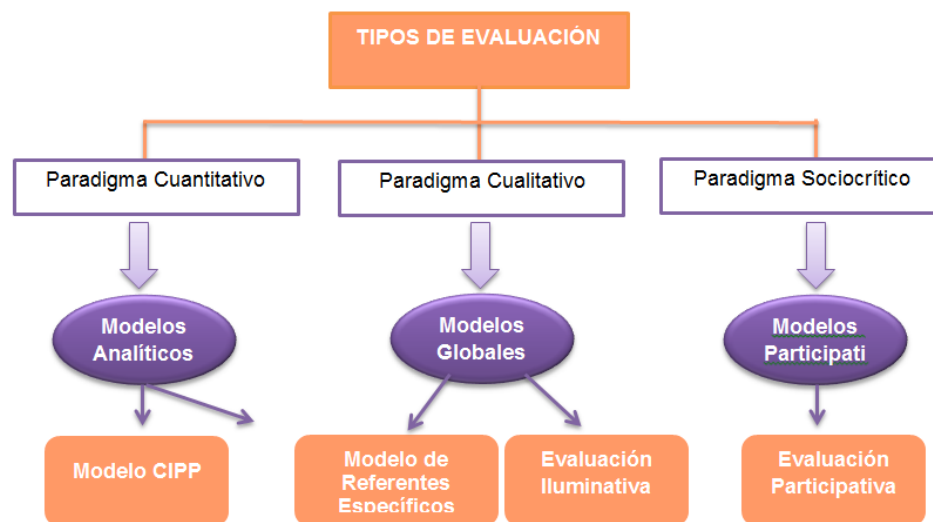 TIPOS DE EVALUACIÓN
Paradigma Cuantitativo
Paradigma Cualitativo
Paradigma Sociocrítico
Modelos
Analíticos
Modelos
Globales
Modelos
Participati
Modelo CIPP
Modelo de
Referentes
Específicos
Evaluación
Iluminativa
Evaluación
Participativa